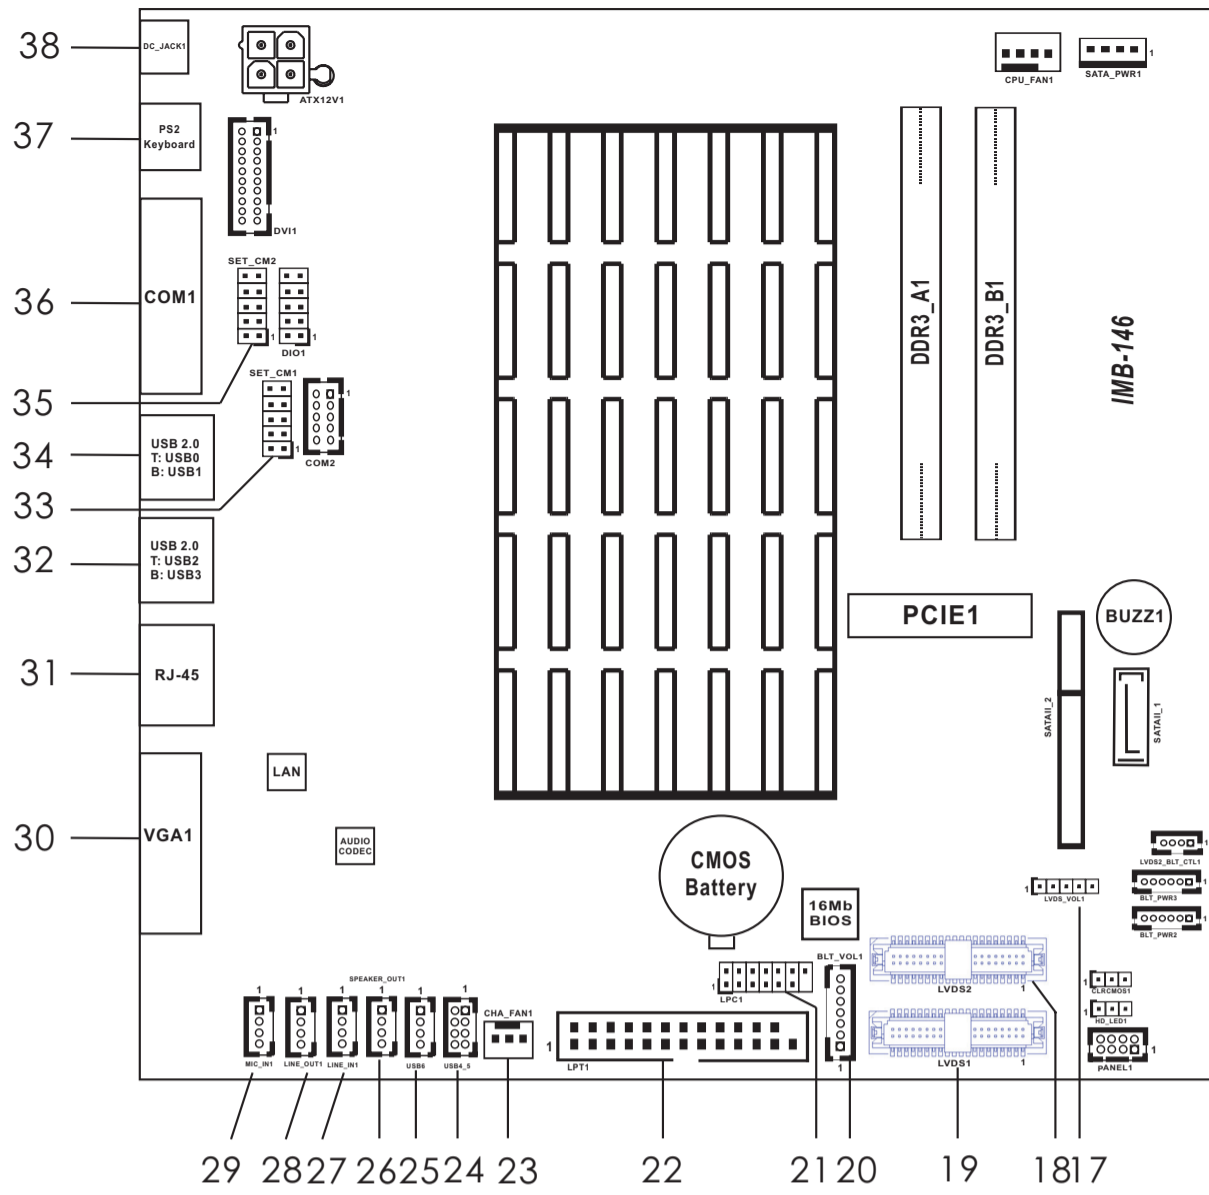 38
DC_JACK1
ATX12V1
CPU_FAN1
SATA_PWR1
1
37
PS2
Keyboard
1
DVI1
SET_CM2
36
COM1
1
1
DIO1
DDR3_A1
DDR3_B1
IMB-146
35
SET_CM1
1
34
USB 2.0
T: USB0
B: USB1
1
COM2
33
32
USB 2.0
T: USB2
B: USB3
PCIE1
BUZZ1
31
RJ-45
SATAII_2
SATAII_1
LAN
30
VGA1
AUDIO
CODEC
CMOS
Battery
16Mb
BIOS
1
LVDS2_BLT_CTL1
1
LVDS_VOL1
1
BLT_PWR3
1
BLT_PWR2
BLT_VOL1
SPEAKER_OUT1
1
LPC1
LVDS2
1
1
CLRCMOS1
1
HD_LED1
1
PANEL1
1
1
1
1
1
1
MIC_IN1
LINE_OUT1
LINE_IN1
USB6
USB4_5
CHA_FAN1
1
LPT1
1
LVDS1
1
29
28
27
26
25
24
23
22
21
20
19
18
17